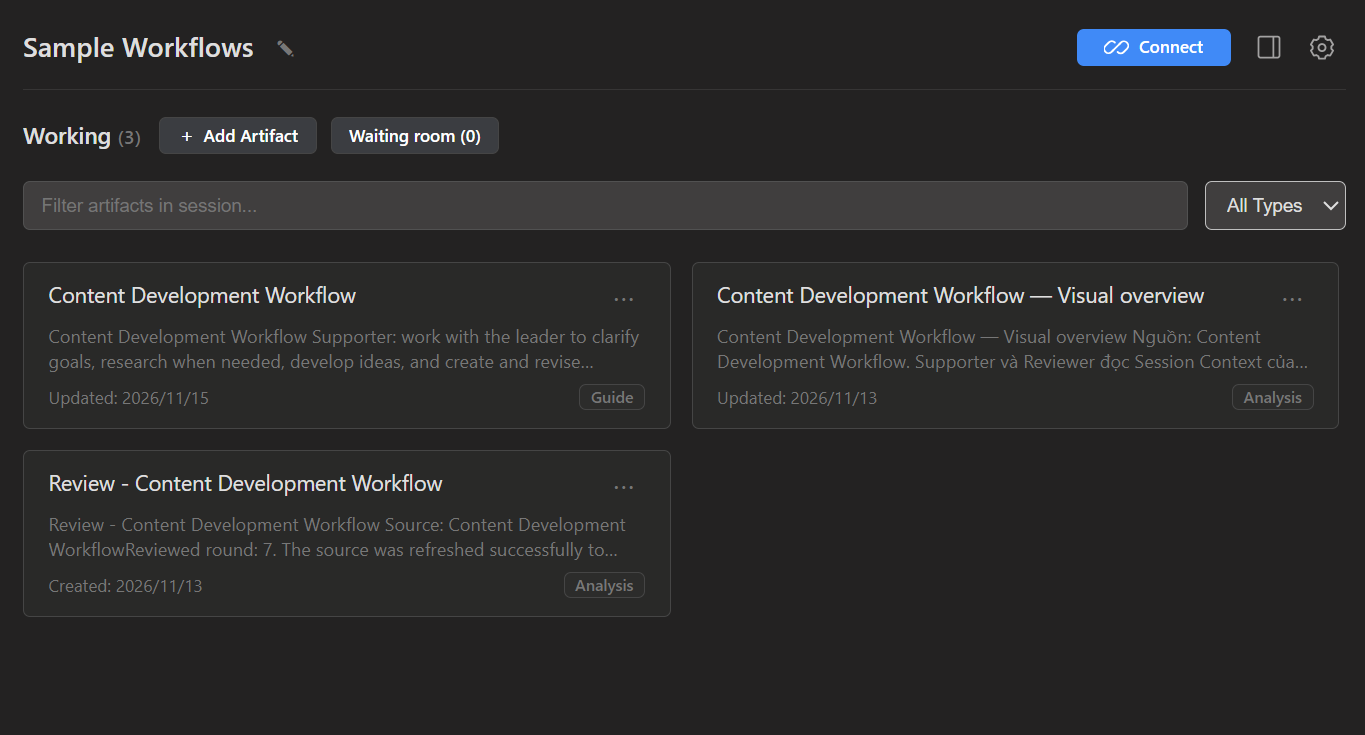 Sample Workflows
Connect
Working (3)
+ Add Artifact
Waiting room (0)
Filter artifacts in session...
All Types
Content Development Workflow
...
Content Development Workflow Supporter: work with the leader to clarify
goals, research when needed, develop ideas, and create and revise...
Updated: 2026/11/15
Guide
Content Development Workflow — Visual overview
...
Content Development Workflow — Visual overview Nguồn: Content
Development Workflow. Supporter và Reviewer đọc Session Context của...
Updated: 2026/11/13
Analysis
Review - Content Development Workflow
...
Review - Content Development Workflow Source: Content Development
WorkflowReviewed round: 7. The source was refreshed successfully to...
Created: 2026/11/13
Analysis